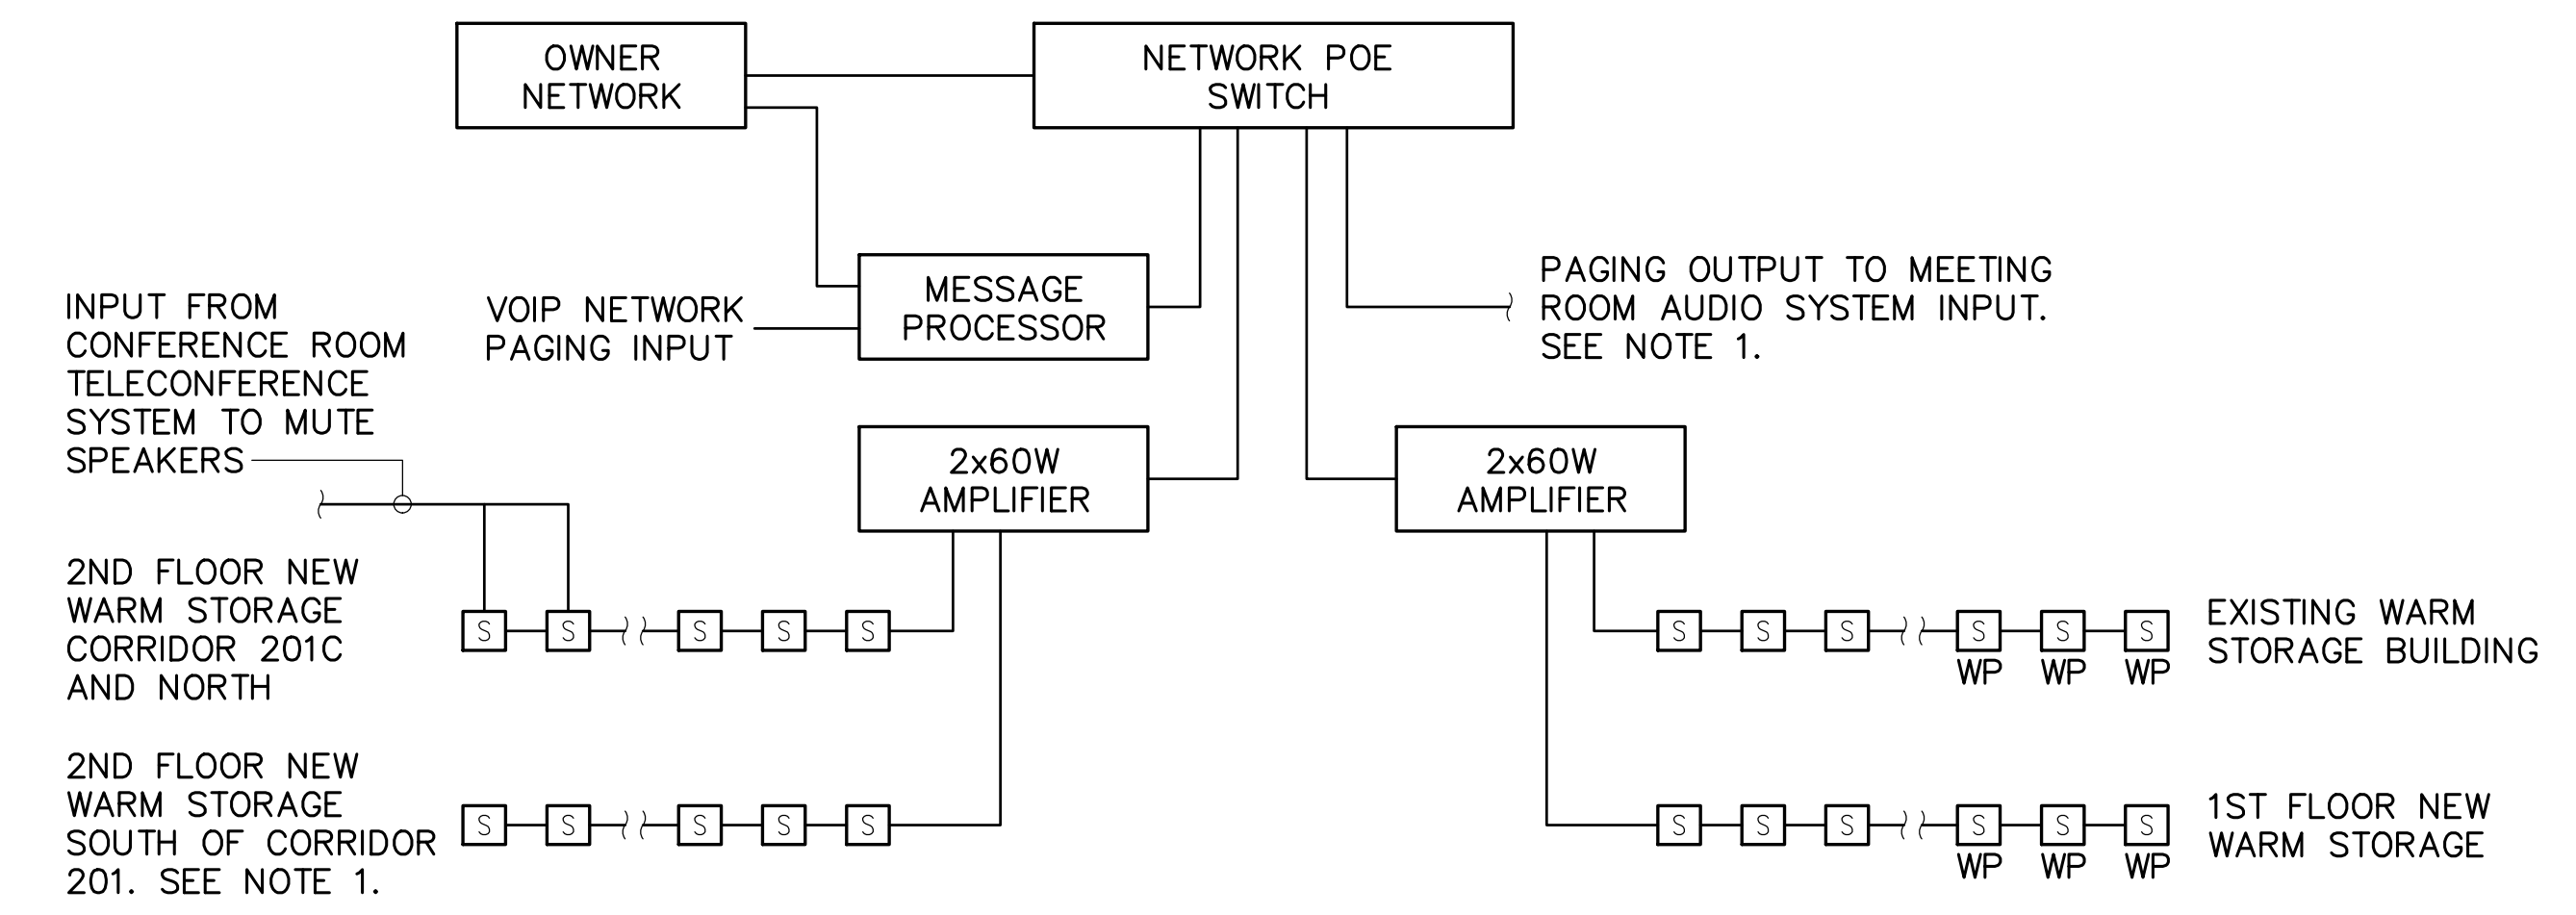 OWNER
NETWORK
NETWORK POE
SWITCH
INPUT FROM
CONFERENCE ROOM
TELECONFERENCE
SYSTEM TO MUTE
SPEAKERS
VOIP NETWORK
PAGING INPUT
MESSAGE
PROCESSOR
PAGING OUTPUT TO MEETING
ROOM AUDIO SYSTEM INPUT.
SEE NOTE 1.
2x60W
AMPLIFIER
2x60W
AMPLIFIER
2ND FLOOR NEW
WARM STORAGE
CORRIDOR 201C
AND NORTH
S S S S S
S S S S S S
WP WP WP
EXISTING WARM
STORAGE BUILDING
2ND FLOOR NEW
WARM STORAGE
SOUTH OF CORRIDOR
201. SEE NOTE 1.
S S S S S
S S S S S S
WP WP WP
1ST FLOOR NEW
WARM STORAGE